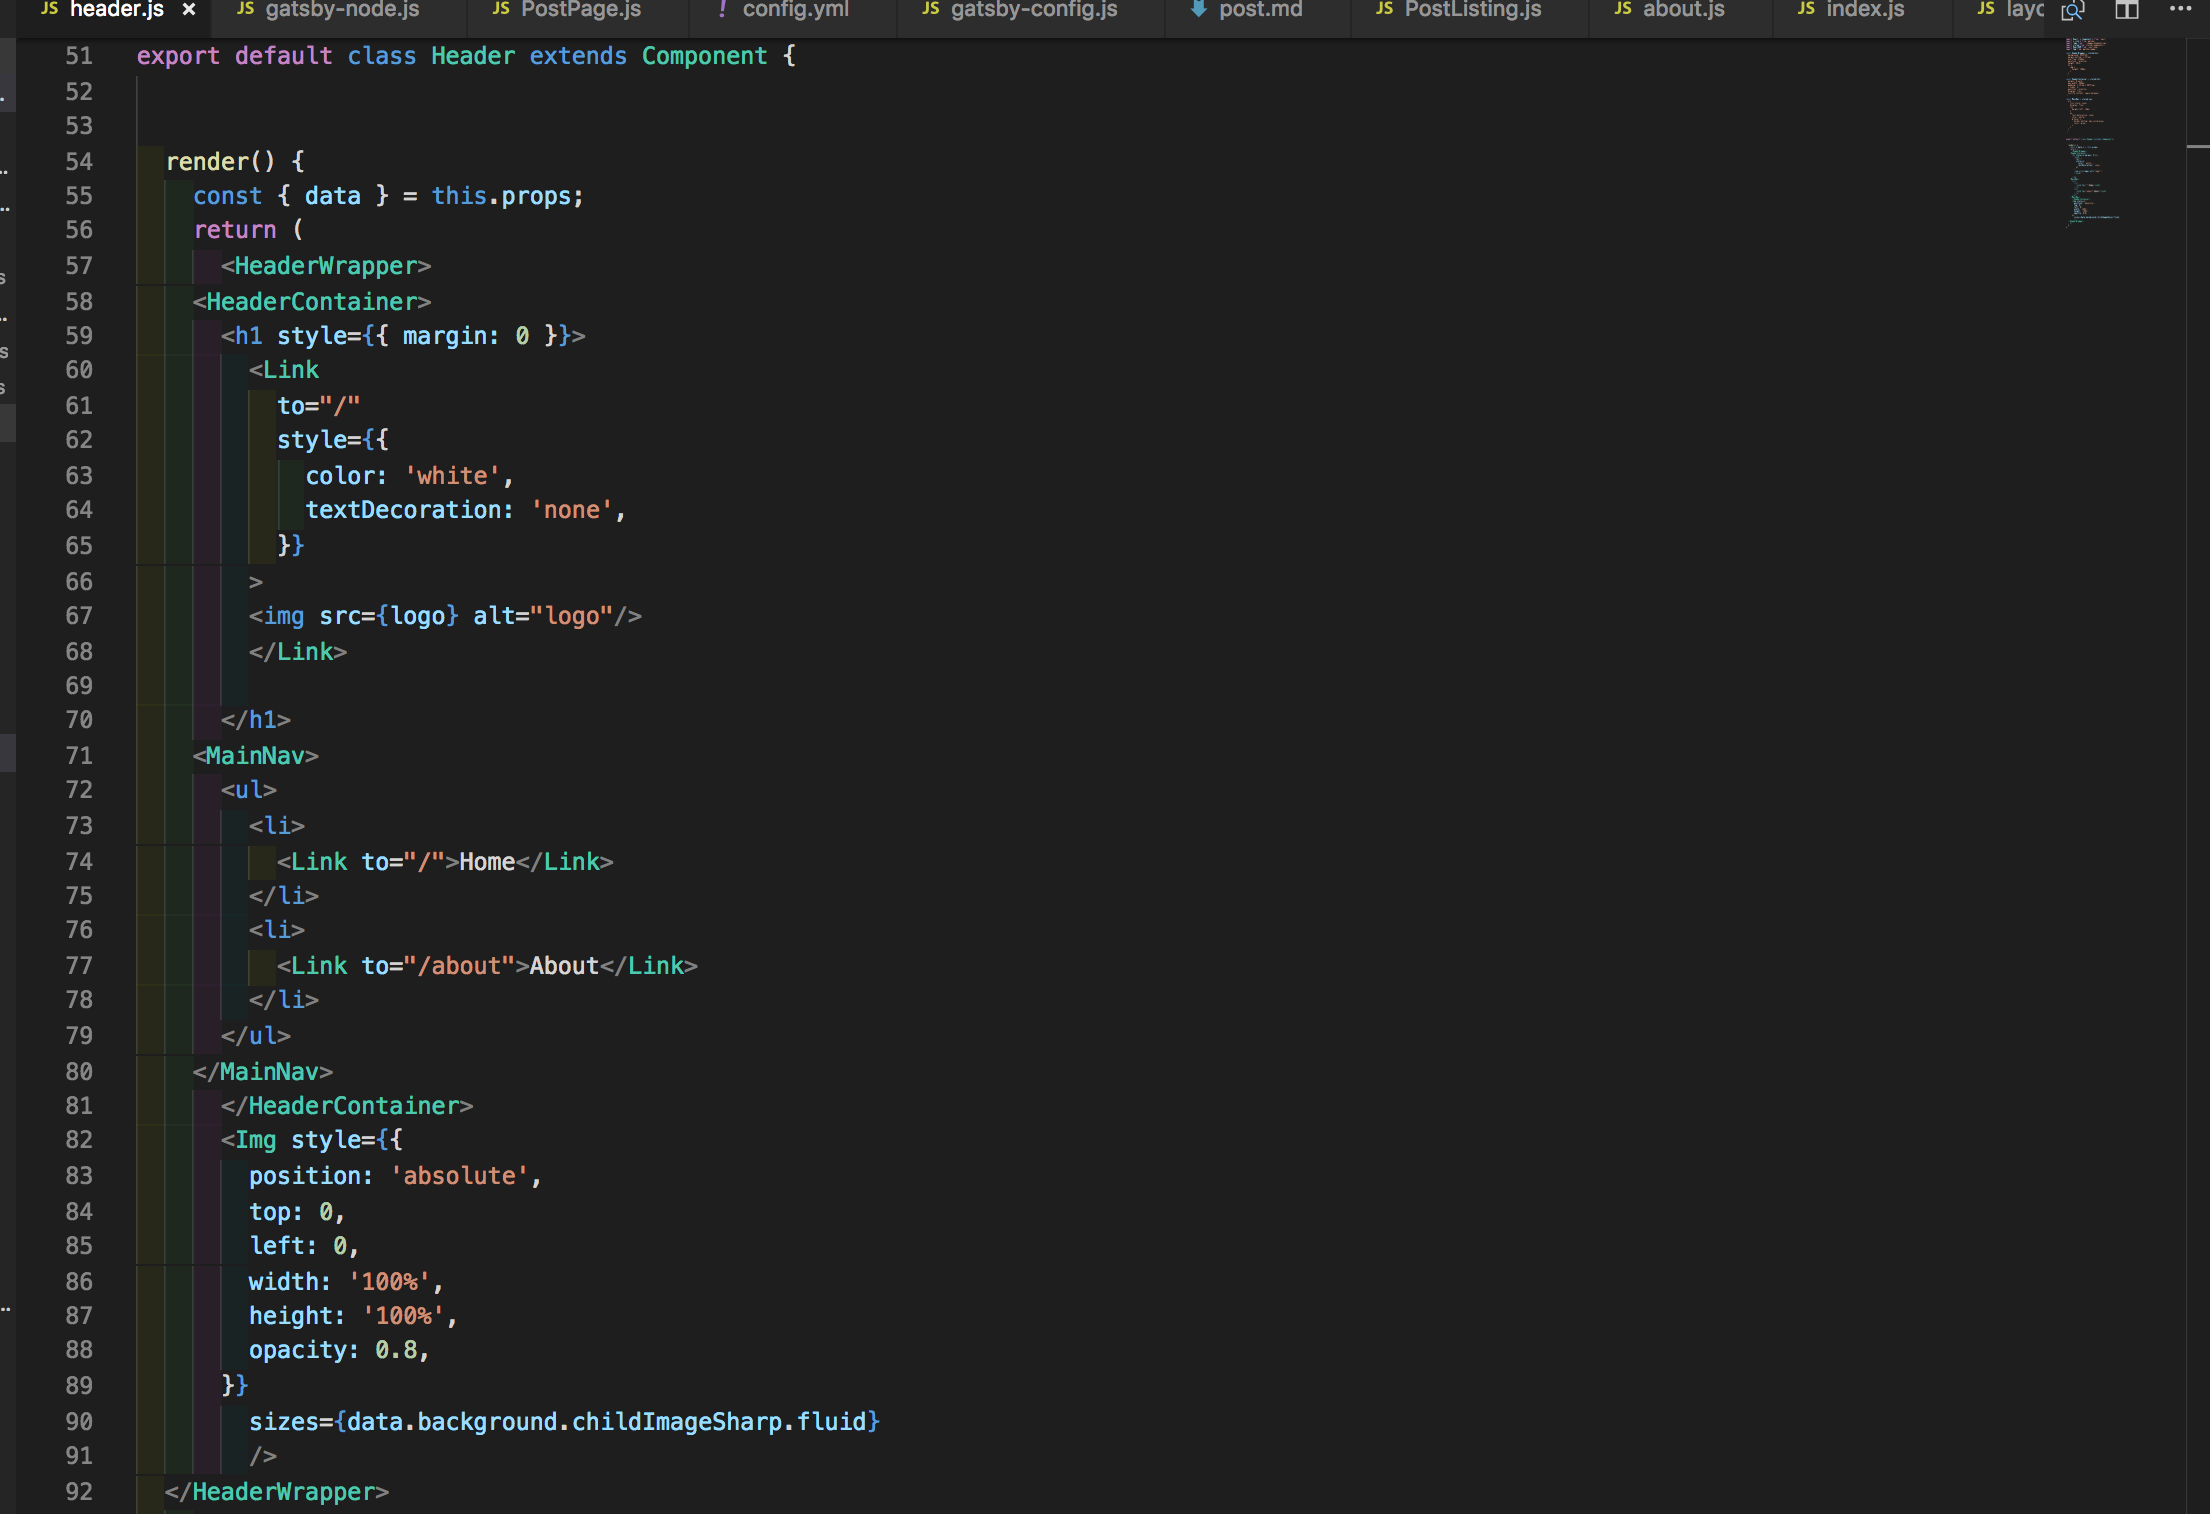 JS header.js × JS gatsby-node.js JS PostPage.js ! config.yml JS gatsby-config.js post.md JS PostListing.js JS about.js JS index.js JS layo
51 export default class Header extends Component {
52
53
54 render() {
55 const { data } = this.props;
56 return (
57 <HeaderWrapper>
58 <HeaderContainer>
59 <h1 style={{ margin: 0 }}>
60 <Link
61 to="/"
62 style={{
63 color: 'white',
64 textDecoration: 'none',
65 }}
66 >
67 <img src={logo} alt="logo"/>
68 </Link>
69
70 </h1>
71 <MainNav>
72 <ul>
73 <li>
74 <Link to="/">Home</Link>
75 </li>
76 <li>
77 <Link to="/about">About</Link>
78 </li>
79 </ul>
80 </MainNav>
81 </HeaderContainer>
82 <Img style={{
83 position: 'absolute',
84 top: 0,
85 left: 0,
86 width: '100%',
87 height: '100%',
88 opacity: 0.8,
89 }}
90 sizes={data.background.childImageSharp.fluid}
91 />
92 </HeaderWrapper>